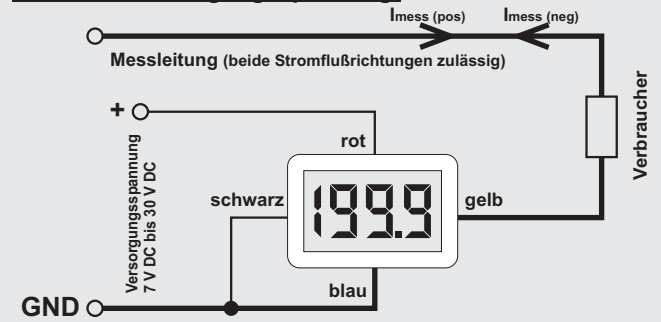 Imess (pos) Imess (neg)
Messleitung (beide Stromflußrichtungen zulässig)
Verbraucher
+
rot
Versorgungsspannung
7 V DC bis 30 V DC
schwarz
199.9
gelb
blau
GND